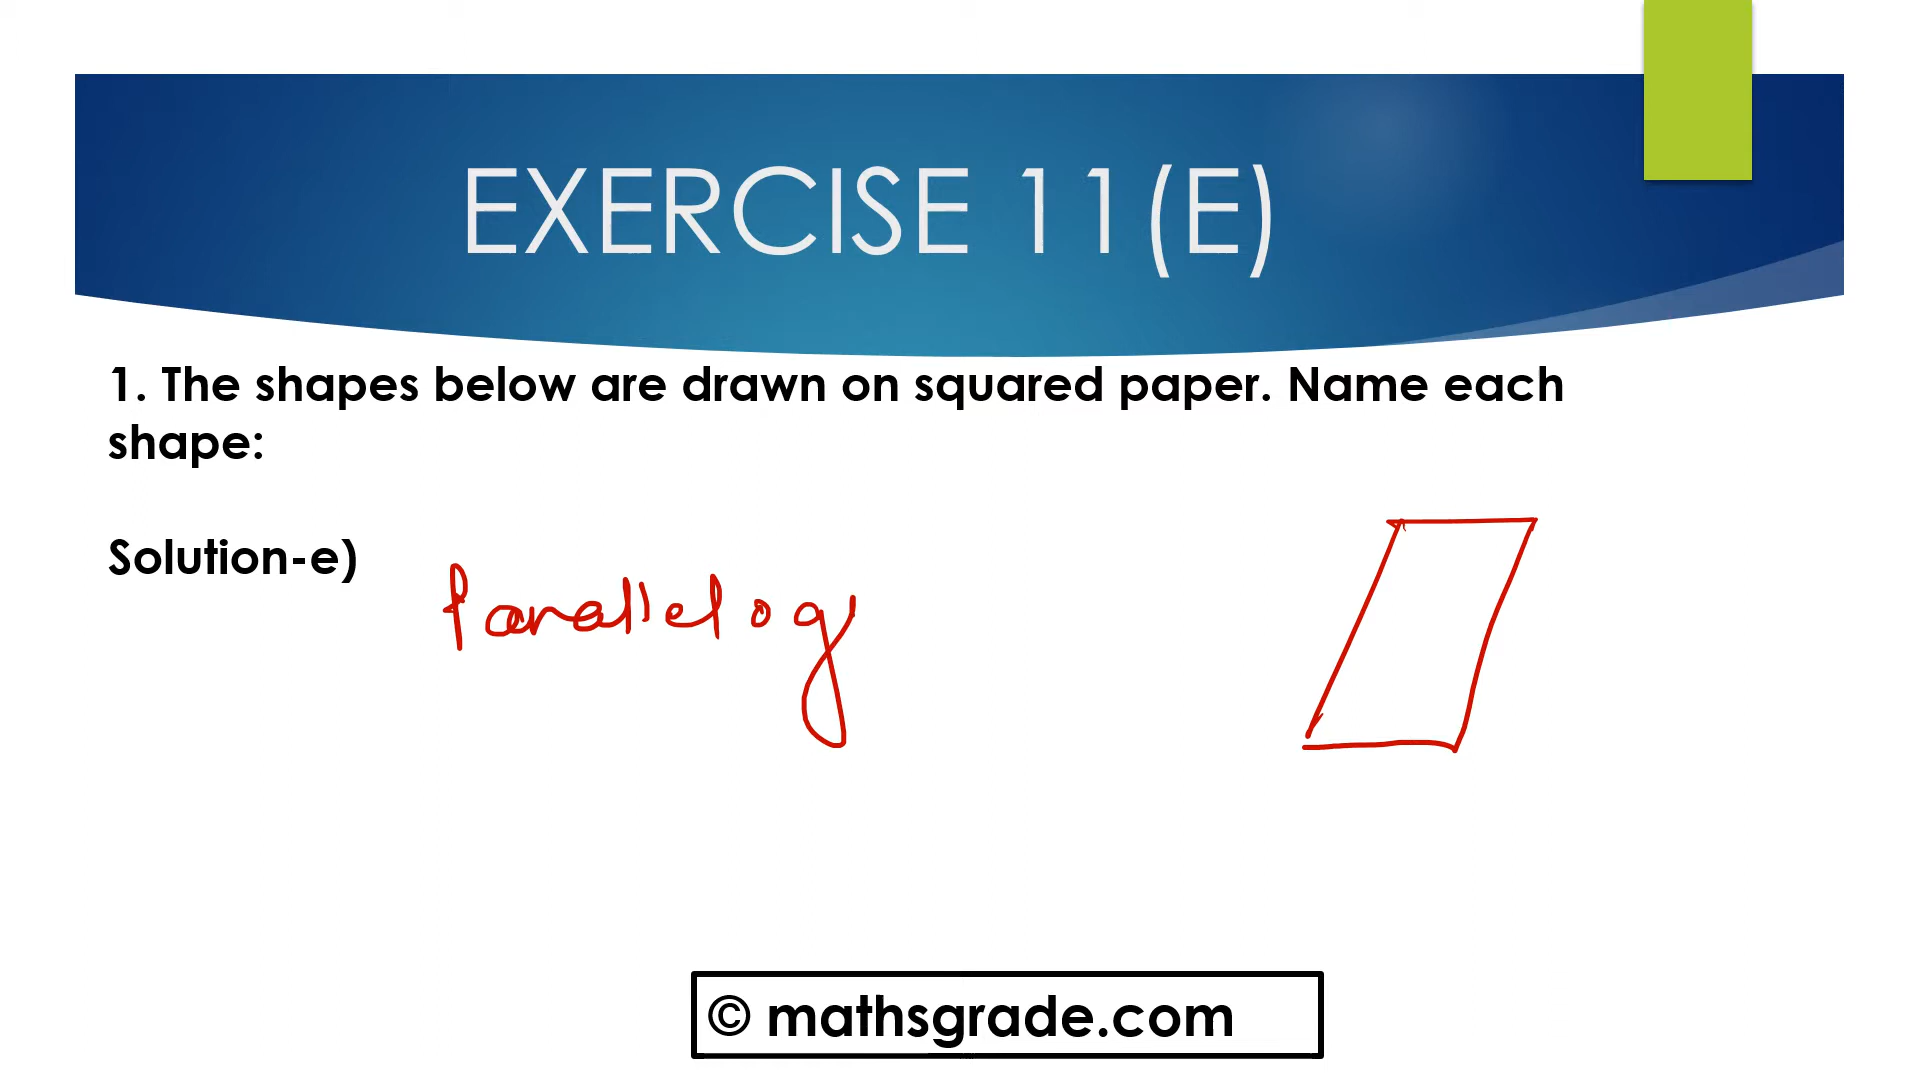 EXERCISE 11(E)
1. The shapes below are drawn on squared paper. Name each
shape:
Solution-e)
Parallelog
© mathsgrade.com